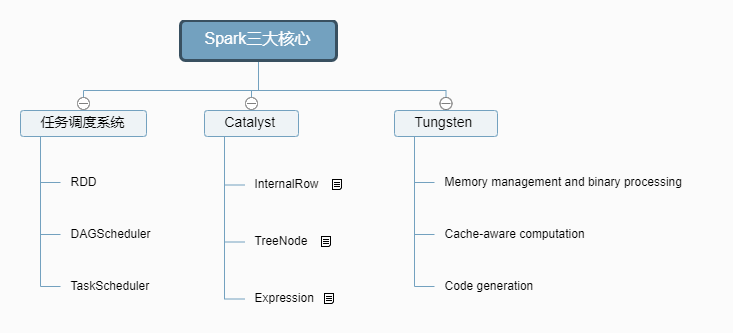 Spark三大核心
任务调度系统
RDD
DAGScheduler
TaskScheduler
Catalyst
InternalRow
TreeNode
Expression
Tungsten
Memory management and binary processing
Cache-aware computation
Code generation